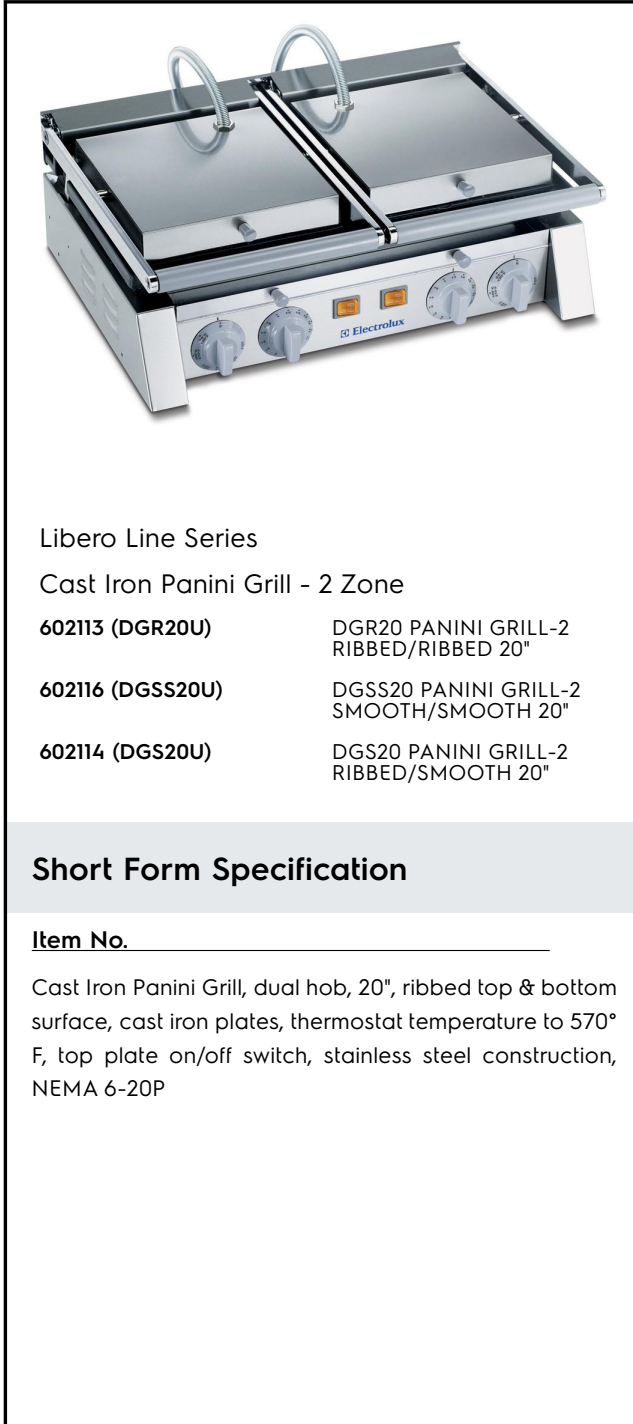 Electrolux
Libero Line Series
Cast Iron Panini Grill - 2 Zone
602113 (DGR20U) DGR20 PANINI GRILL-2
RIBBED/RIBBED 20"
602116 (DGSS20U) DGSS20 PANINI GRILL-2
SMOOTH/SMOOTH 20"
602114 (DGS20U) DGS20 PANINI GRILL-2
RIBBED/SMOOTH 20"
Short Form Specification
Item No.
Cast Iron Panini Grill, dual hob, 20", ribbed top & bottom
surface, cast iron plates, thermostat temperature to 570°
F, top plate on/off switch, stainless steel construction,
NEMA 6-20P